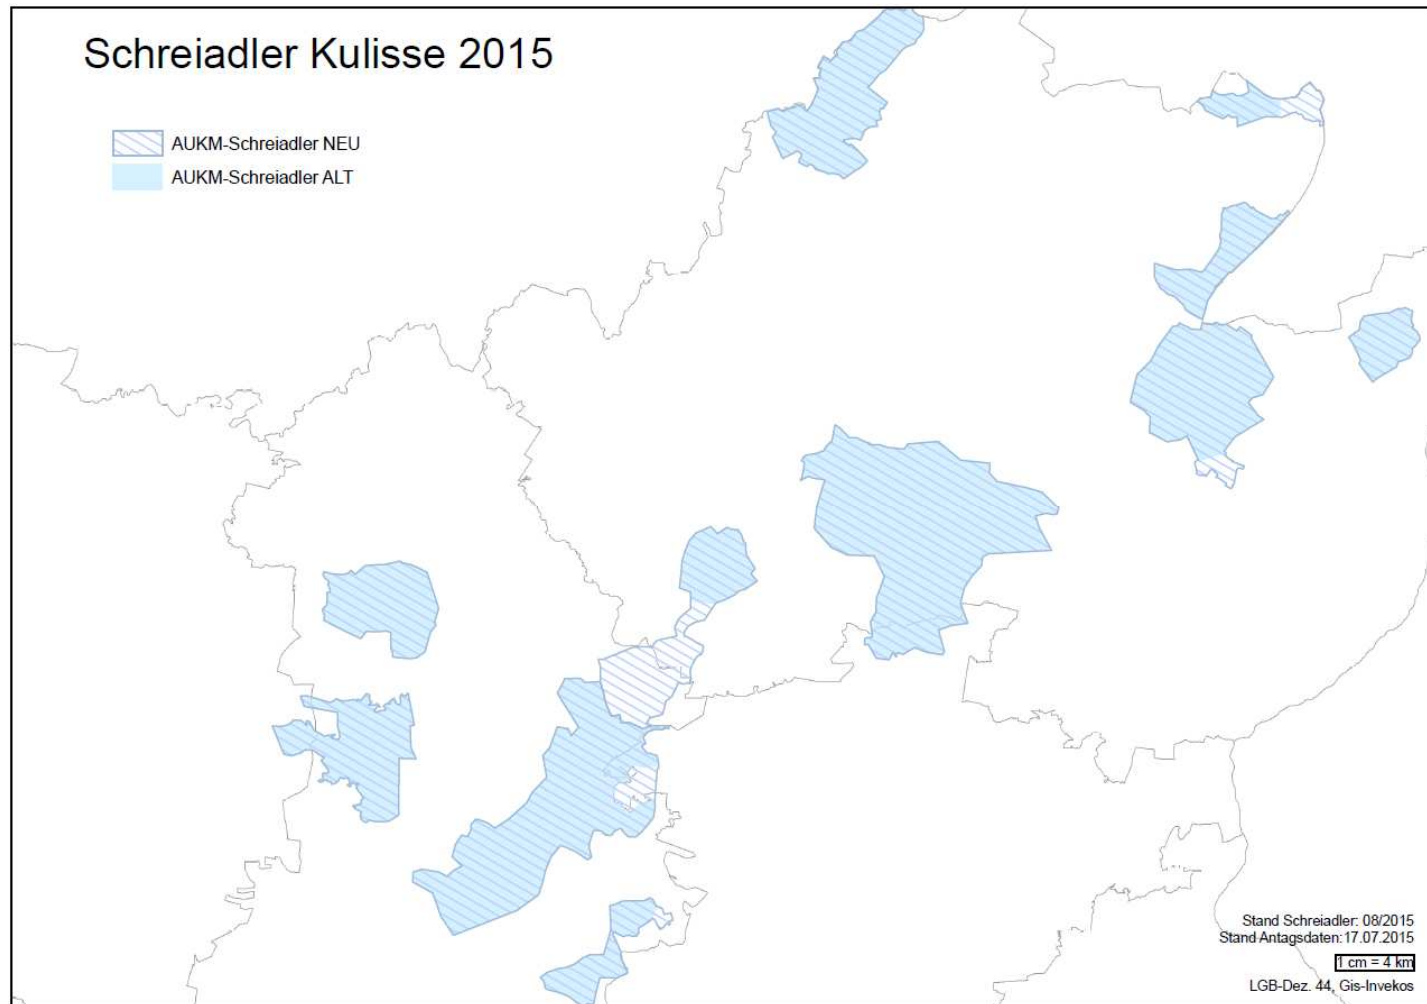 Schreiadler Kulisse 2015
AUKM-Schreiadler NEU
AUKM-Schreiadler ALT
Stand Schreiadler: 08/2015
Stand Antagsdaten: 17.07.2015
1 cm = 4 km
LGB-Dez. 44, Gis-Invekos